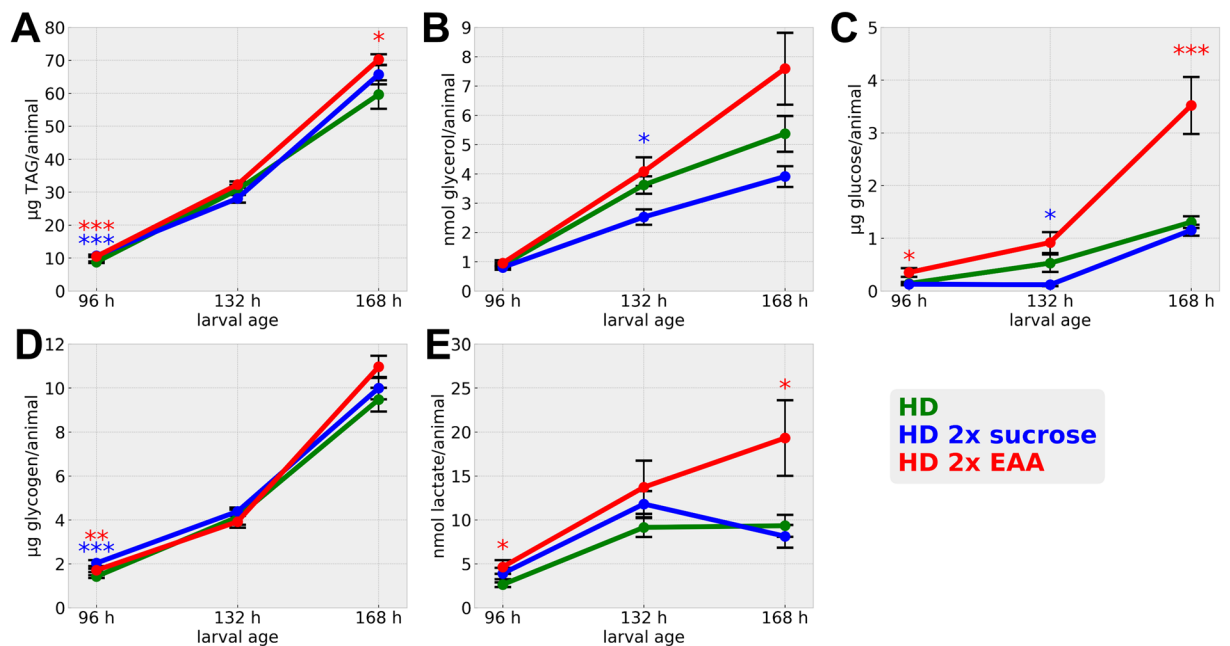 A
µg TAG/animal
80
70
60
50
40
30
20
10
0
***
***
*
96 h 132 h 168 h
larval age
B
nmol glycerol/animal
9
8
7
6
5
4
3
2
1
0
*
96 h 132 h 168 h
larval age
C
µg glucose/animal
5
4
3
2
1
0
*
*
***
96 h 132 h 168 h
larval age
D
µg glycogen/animal
12
10
8
6
4
2
0
**
***
96 h 132 h 168 h
larval age
E
nmol lactate/animal
30
25
20
15
10
5
0
*
*
96 h 132 h 168 h
larval age
HD
HD 2x sucrose
HD 2x EAA